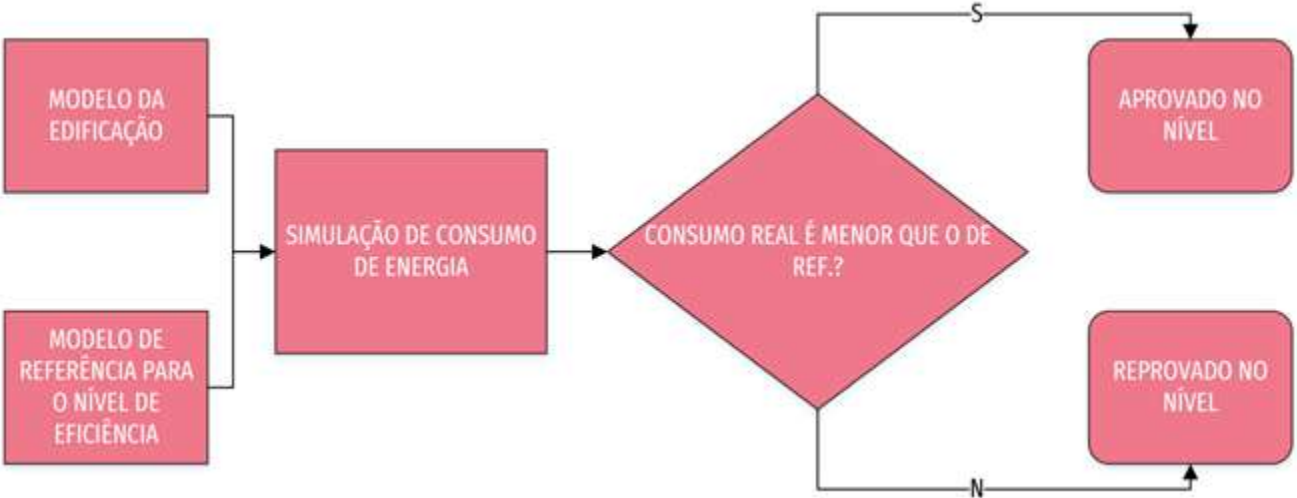 MODELO DA
EDIFICAÇÃO
MODELO DE
REFERÊNCIA PARA
O NÍVEL DE
EFICIÊNCIA
SIMULAÇÃO DE CONSUMO
DE ENERGIA
CONSUMO REAL É MENOR QUE O DE
REF.?
S
APROVADO NO
NÍVEL
N
REPROVADO NO
NÍVEL